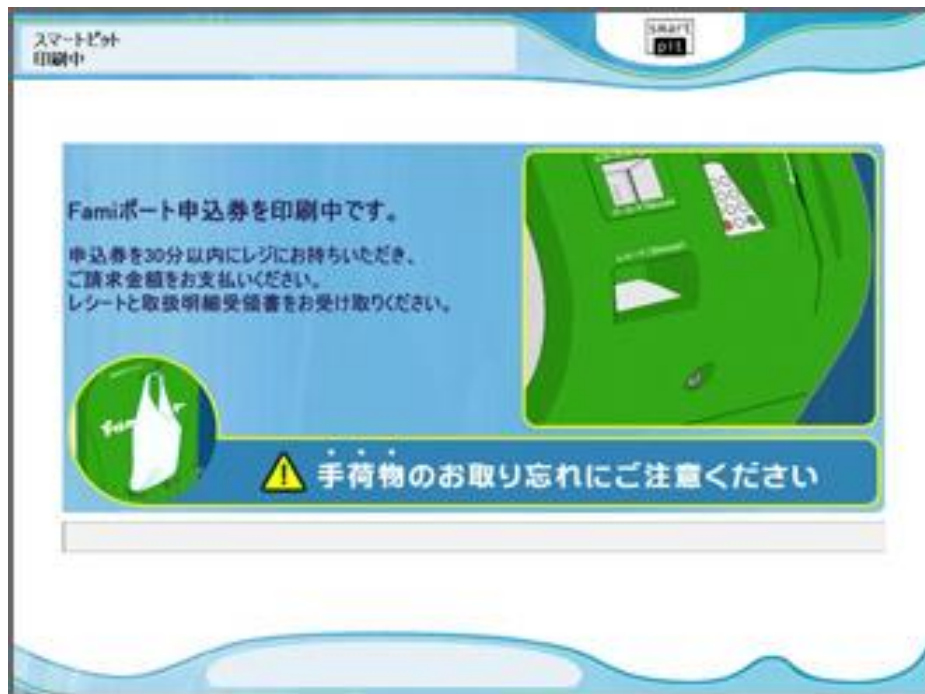 スマートピット
印刷中
smart
pit
Famiポート申込券を印刷中です。
申込券を30分以内にレジにお持ちいただき、
ご請求金額をお支払いください。
レシートと取扱明細兼受領書をお受け取りください。
手荷物のお取り忘れにご注意ください